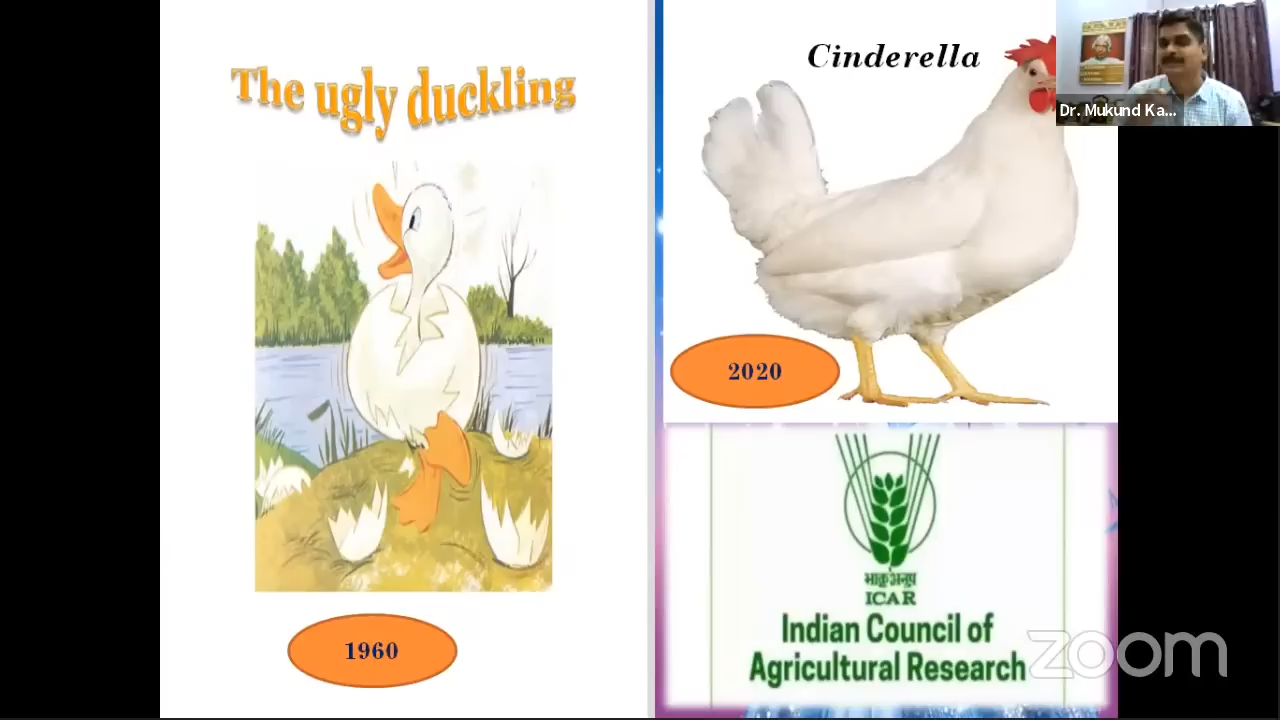 The ugly duckling
1960
Cinderella
2020
भाकृअनुप
ICAR
Indian Council of
Agricultural Research
Dr. Mukund Ka...
zoom